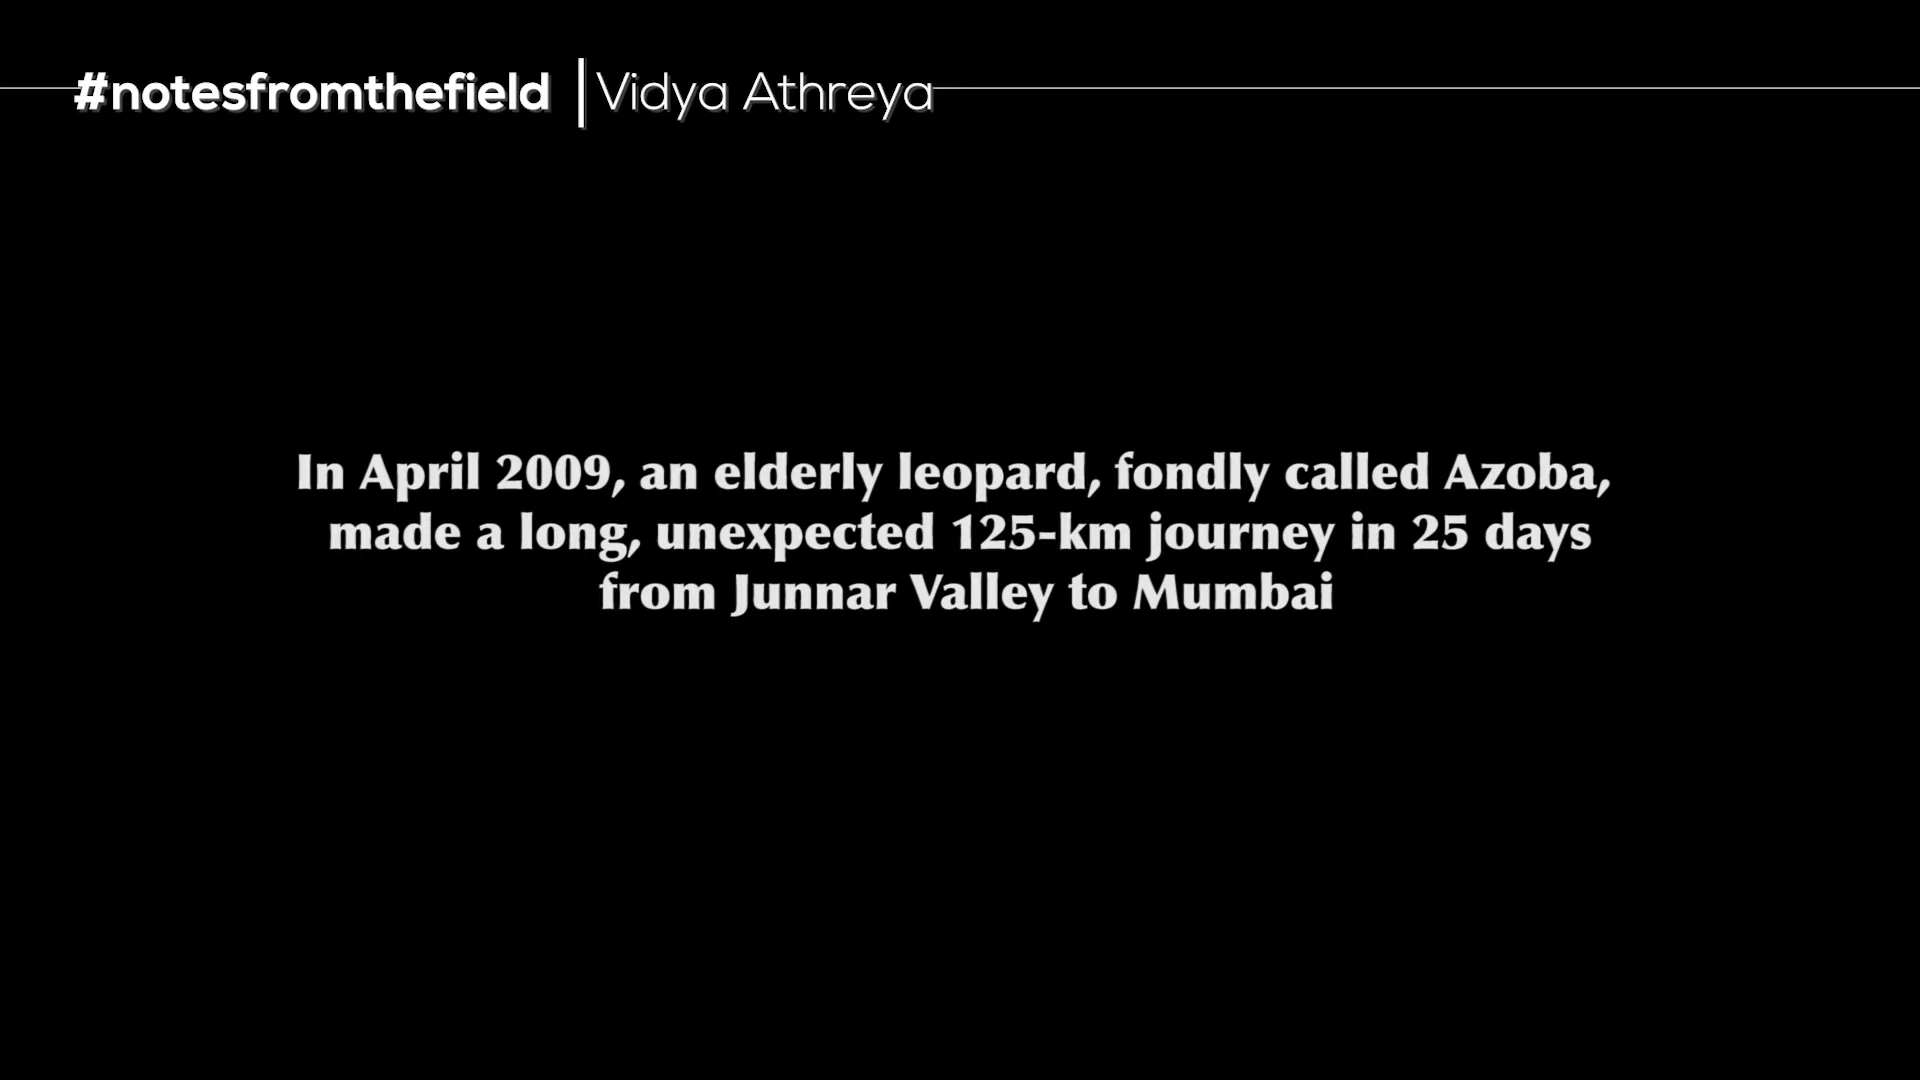 #notesfromthefield | Vidya Athreya
In April 2009, an elderly leopard, fondly called Azoba,
made a long, unexpected 125-km journey in 25 days
from Junnar Valley to Mumbai